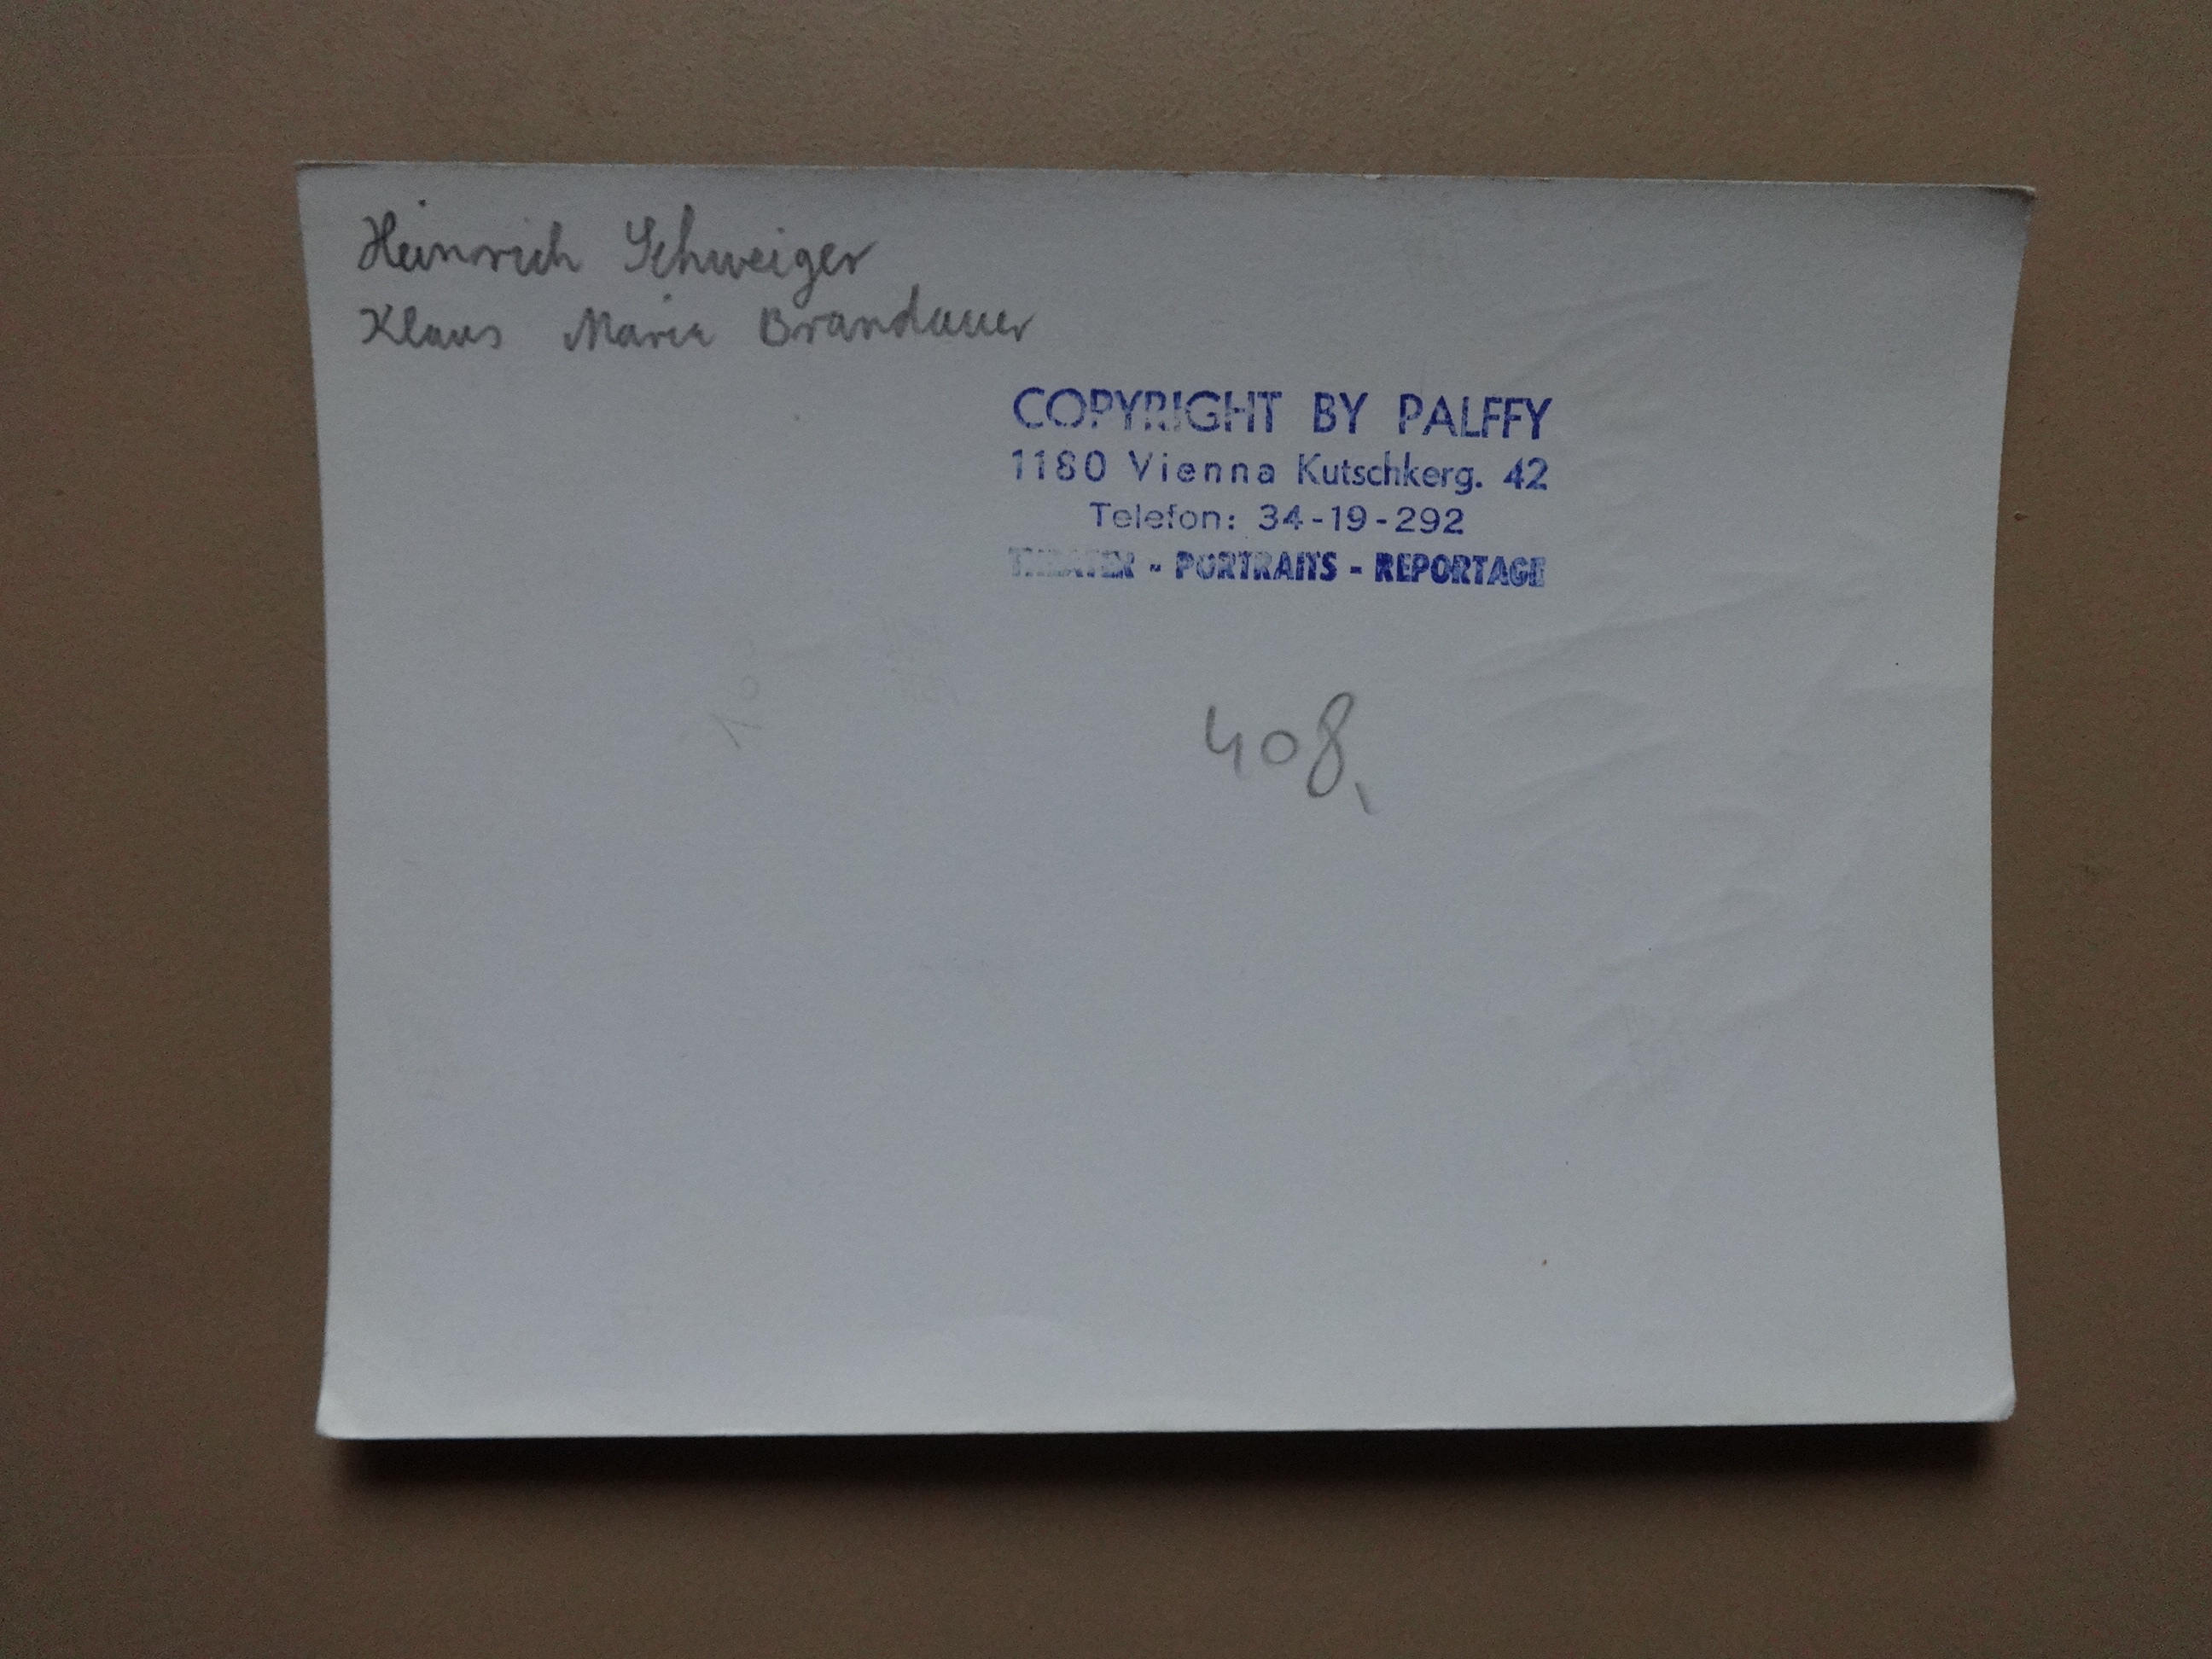 Heinrich Schweiger
Klaus Maria Brandauer
COPYRIGHT BY PALFFY
1180 Vienna Kutschkerg. 42
Telefon: 34-19-292
THEATER - PORTRAITS - REPORTAGE
408,